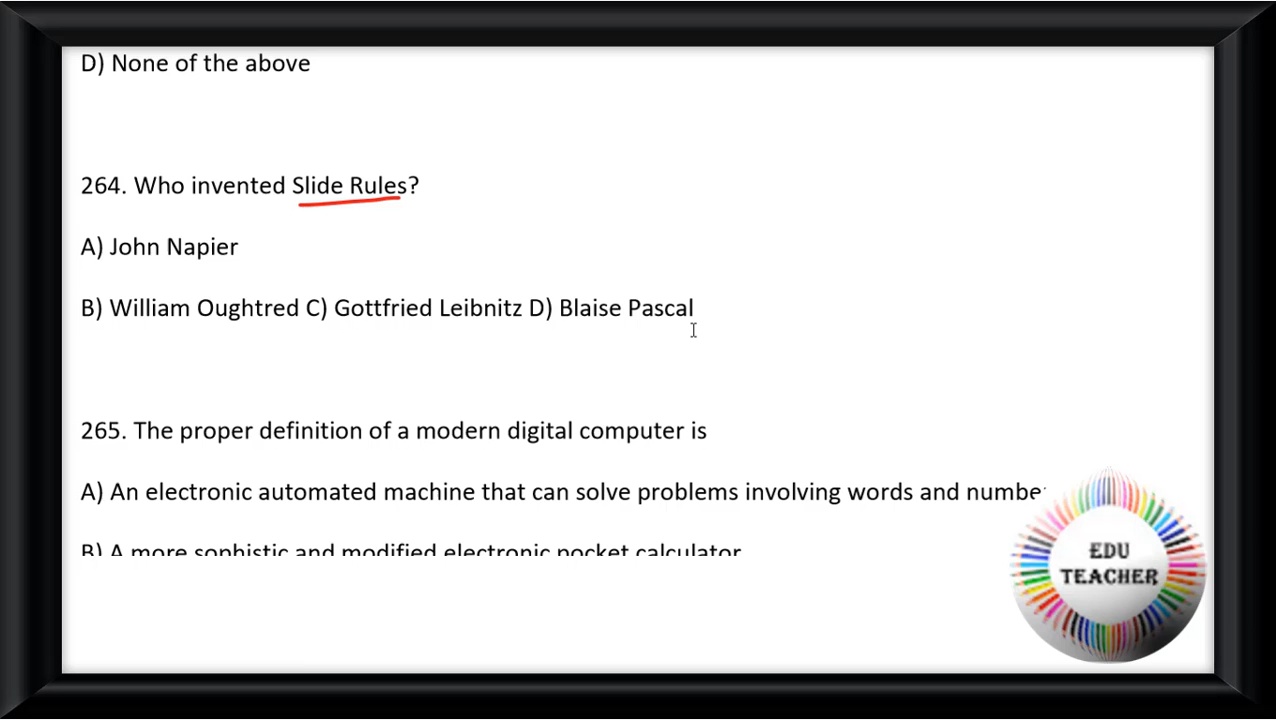 D) None of the above
264. Who invented Slide Rules?
A) John Napier
B) William Oughtred C) Gottfried Leibnitz D) Blaise Pascal
265. The proper definition of a modern digital computer is
A) An electronic automated machine that can solve problems involving words and
B) A more sophistic and modified electronic pocket calculator
EDU
TEACHER